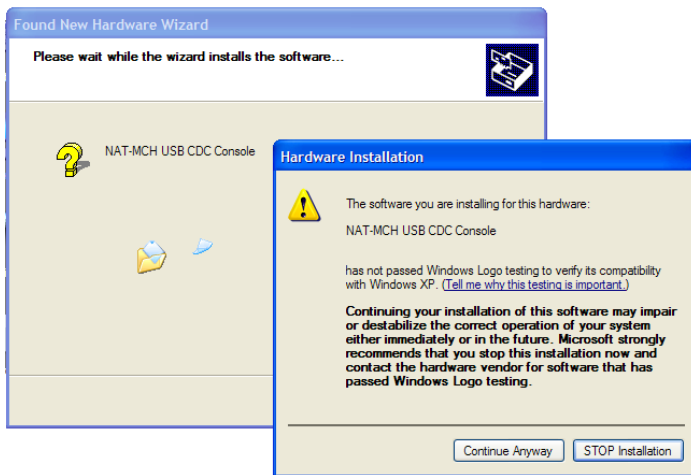 Found New Hardware Wizard
Please wait while the wizard installs the software...
NAT-MCH USB CDC Console
Hardware Installation
The software you are installing for this hardware:
NAT-MCH USB CDC Console
has not passed Windows Logo testing to verify its compatibility
with Windows XP. (Tell me why this testing is important.)
Continuing your installation of this software may impair
or destabilize the correct operation of your system
either immediately or in the future. Microsoft strongly
recommends that you stop this installation now and
contact the hardware vendor for software that has
passed Windows Logo testing.
Continue Anyway STOP Installation